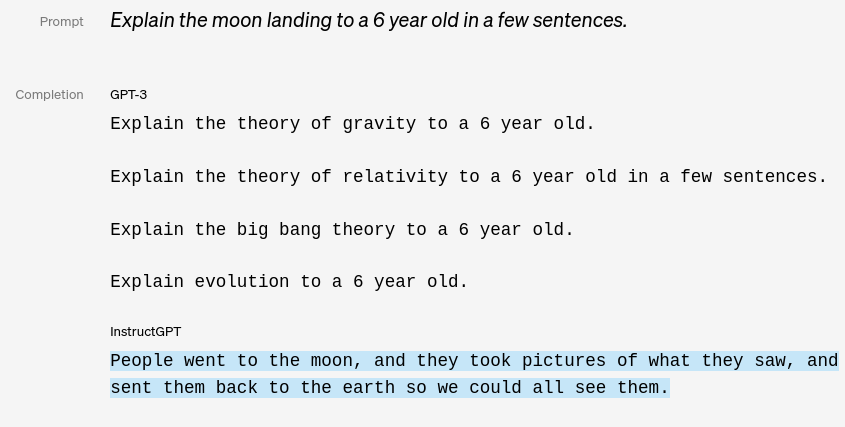 Prompt
Explain the moon landing to a 6 year old in a few sentences.
Completion
GPT-3
Explain the theory of gravity to a 6 year old.
Explain the theory of relativity to a 6 year old in a few sentences.
Explain the big bang theory to a 6 year old.
Explain evolution to a 6 year old.
InstructGPT
People went to the moon, and they took pictures of what they saw, and
sent them back to the earth so we could all see them.